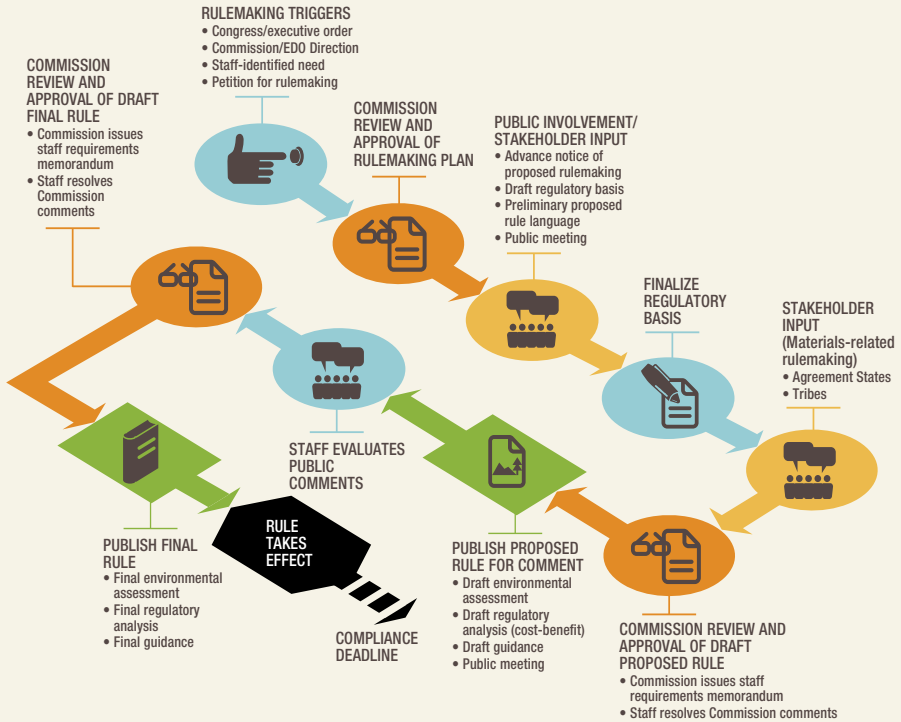 RULEMAKING TRIGGERS
• Congress/executive order
• Commission/EDO Direction
• Staff-identified need
• Petition for rulemaking
COMMISSION
REVIEW AND
APPROVAL OF
RULEMAKING PLAN
PUBLIC INVOLVEMENT/
STAKEHOLDER INPUT
• Advance notice of
proposed rulemaking
• Draft regulatory basis
• Preliminary proposed
rule language
• Public meeting
FINALIZE
REGULATORY
BASIS
STAKEHOLDER
INPUT
(Materials-related
rulemaking)
• Agreement States
• Tribes
COMMISSION REVIEW AND
APPROVAL OF DRAFT
PROPOSED RULE
• Commission issues staff
requirements memorandum
• Staff resolves Commission comments
PUBLISH PROPOSED
RULE FOR COMMENT
• Draft environmental
assessment
• Draft regulatory
analysis (cost-benefit)
• Draft guidance
• Public meeting
STAFF EVALUATES
PUBLIC
COMMENTS
COMMISSION
REVIEW AND
APPROVAL OF DRAFT
FINAL RULE
• Commission issues
staff requirements
memorandum
• Staff resolves
Commission
comments
PUBLISH FINAL
RULE
• Final environmental
assessment
• Final regulatory
analysis
• Final guidance
RULE
TAKES
EFFECT
COMPLIANCE
DEADLINE